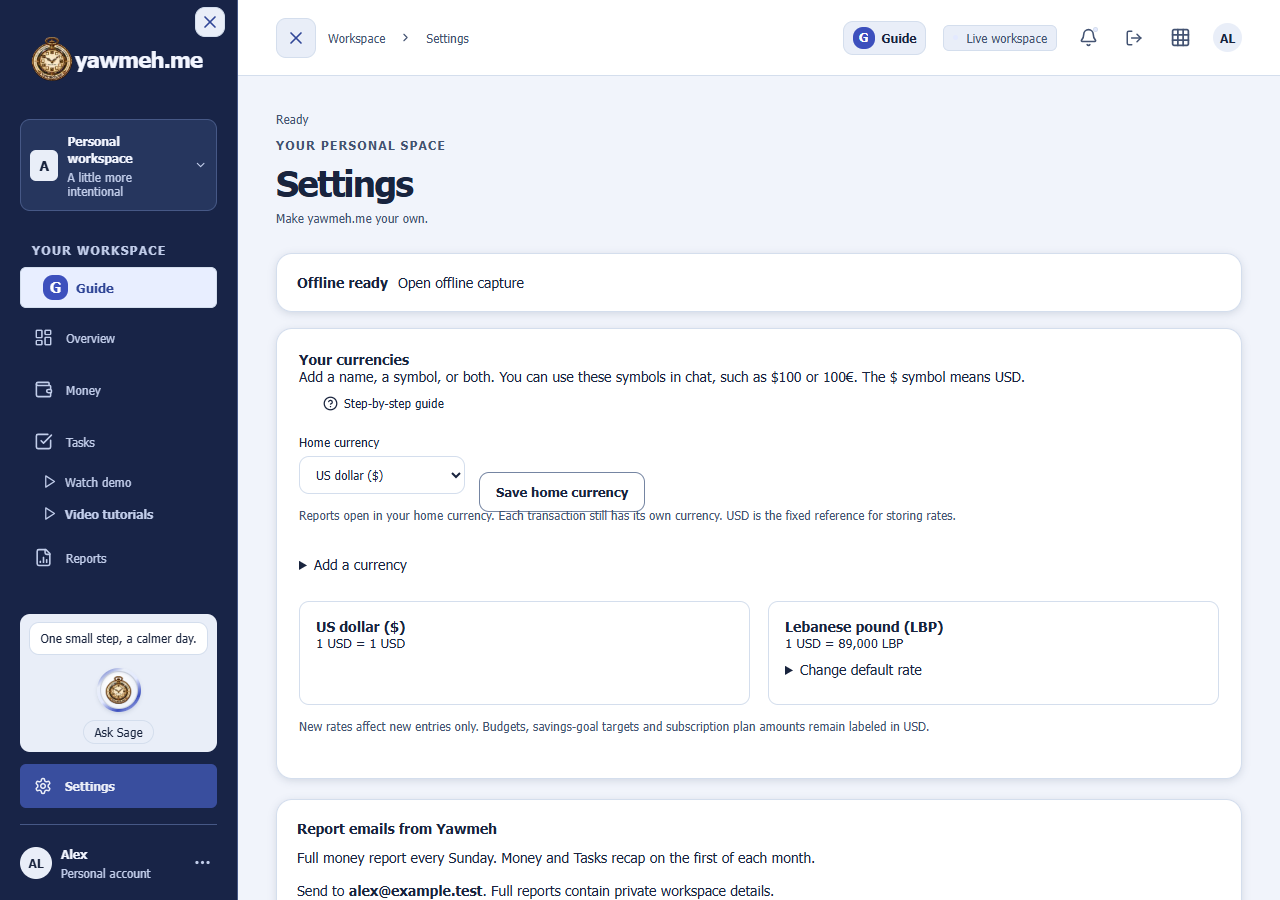 yawmeh.me
A
Personal workspace
A little more intentional
YOUR WORKSPACE
G Guide
Overview
Money
Tasks
Watch demo
Video tutorials
Reports
One small step, a calmer day.
Ask Sage
Settings
AL
Alex
Personal account
Workspace > Settings
G Guide
Live workspace
AL
Ready
YOUR PERSONAL SPACE
Settings
Make yawmeh.me your own.
Offline ready Open offline capture
Your currencies
Add a name, a symbol, or both. You can use these symbols in chat, such as $100 or 100€. The $ symbol means USD.
Step-by-step guide
Home currency
US dollar ($)
Save home currency
Reports open in your home currency. Each transaction still has its own currency. USD is the fixed reference for storing rates.
Add a currency
US dollar ($)
1 USD = 1 USD
Lebanese pound (LBP)
1 USD = 89,000 LBP
Change default rate
New rates affect new entries only. Budgets, savings-goal targets and subscription plan amounts remain labeled in USD.
Report emails from Yawmeh
Full money report every Sunday. Money and Tasks recap on the first of each month.
Send to alex@example.test. Full reports contain private workspace details.